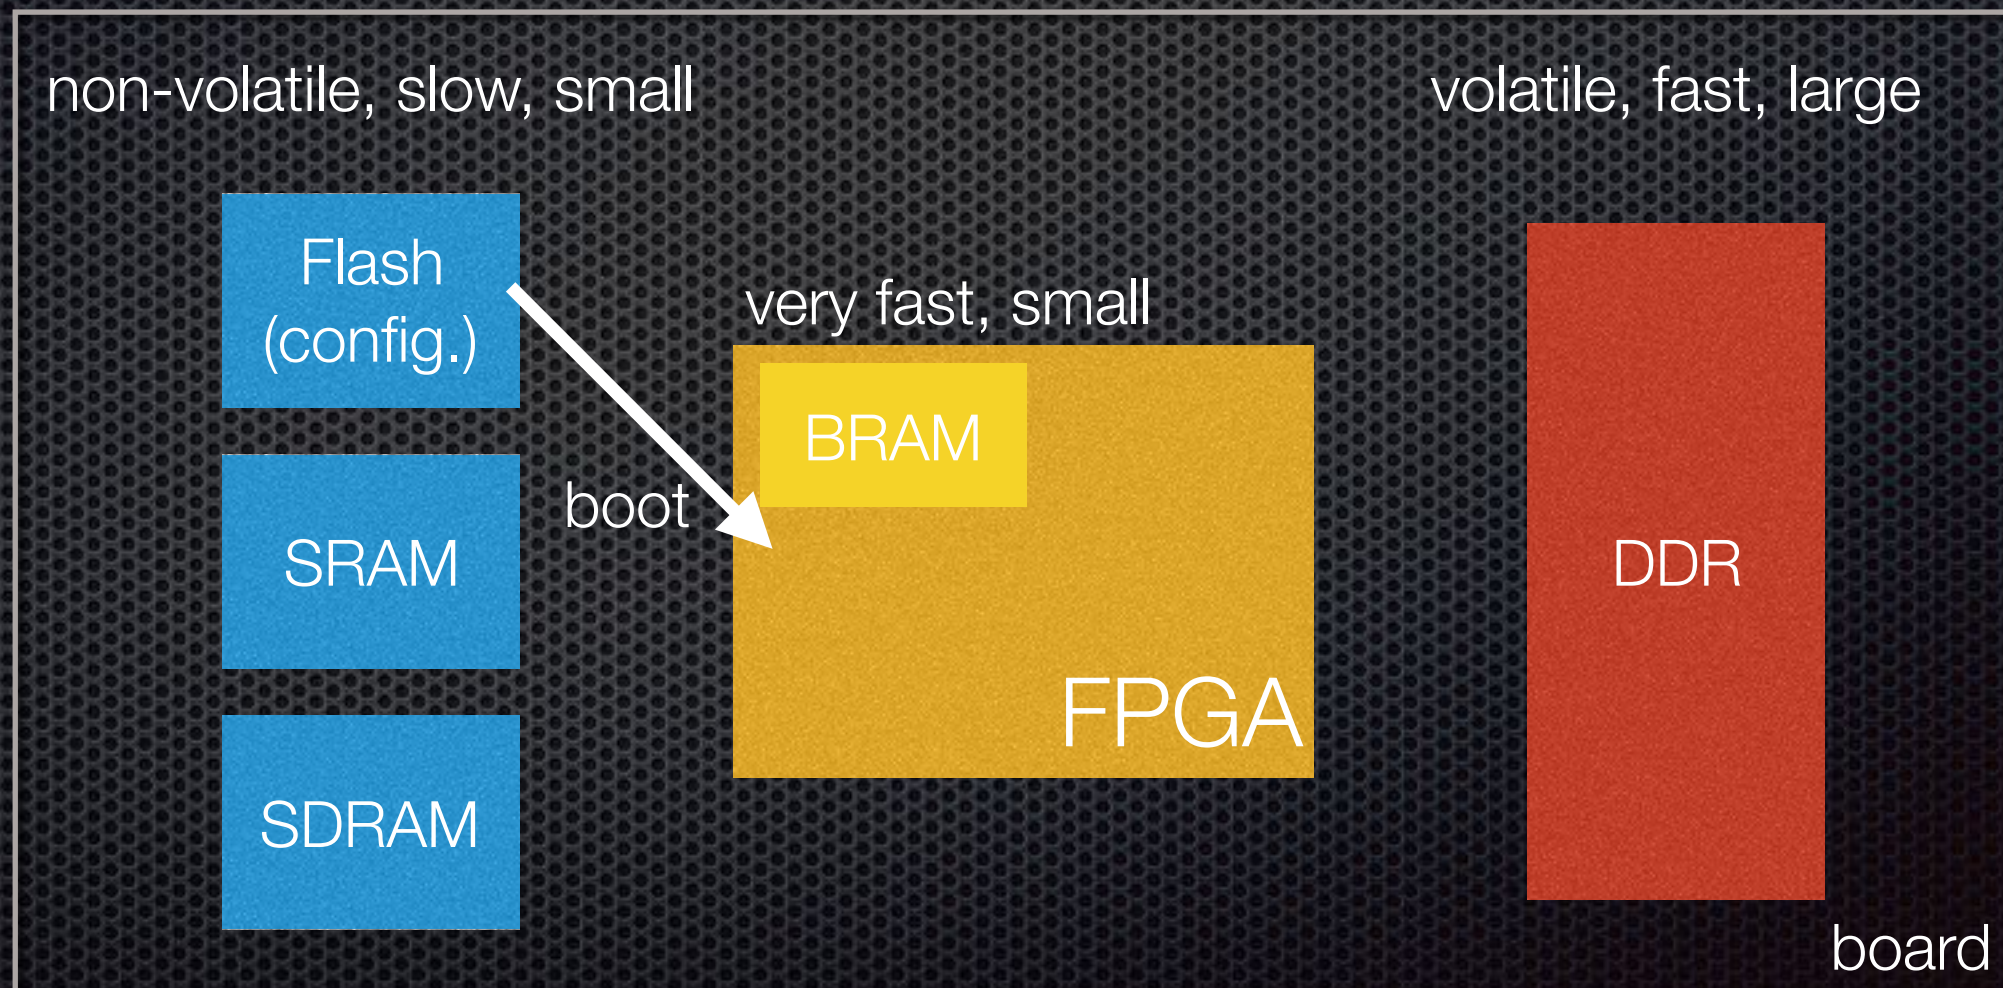 non-volatile, slow, small
volatile, fast, large
Flash
(config.)
very fast, small
BRAM
boot
SRAM
DDR
FPGA
SDRAM
board